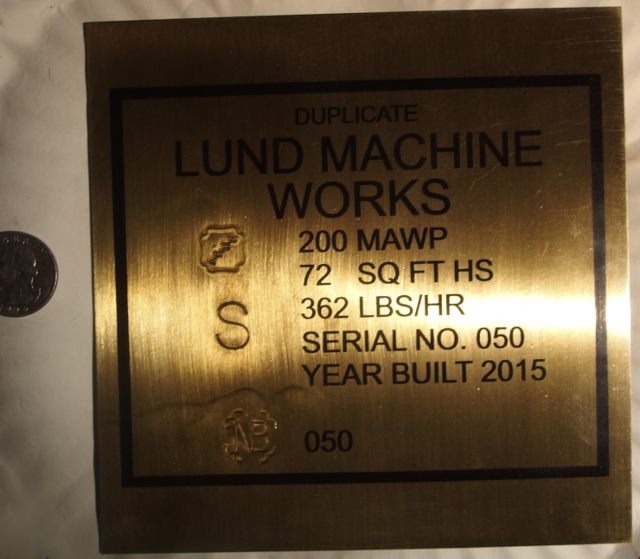 DUPLICATE
LUND MACHINE
WORKS
200 MAWP
72 SQ FT HS
362 LBS/HR
S
SERIAL NO. 050
YEAR BUILT 2015
NB 050